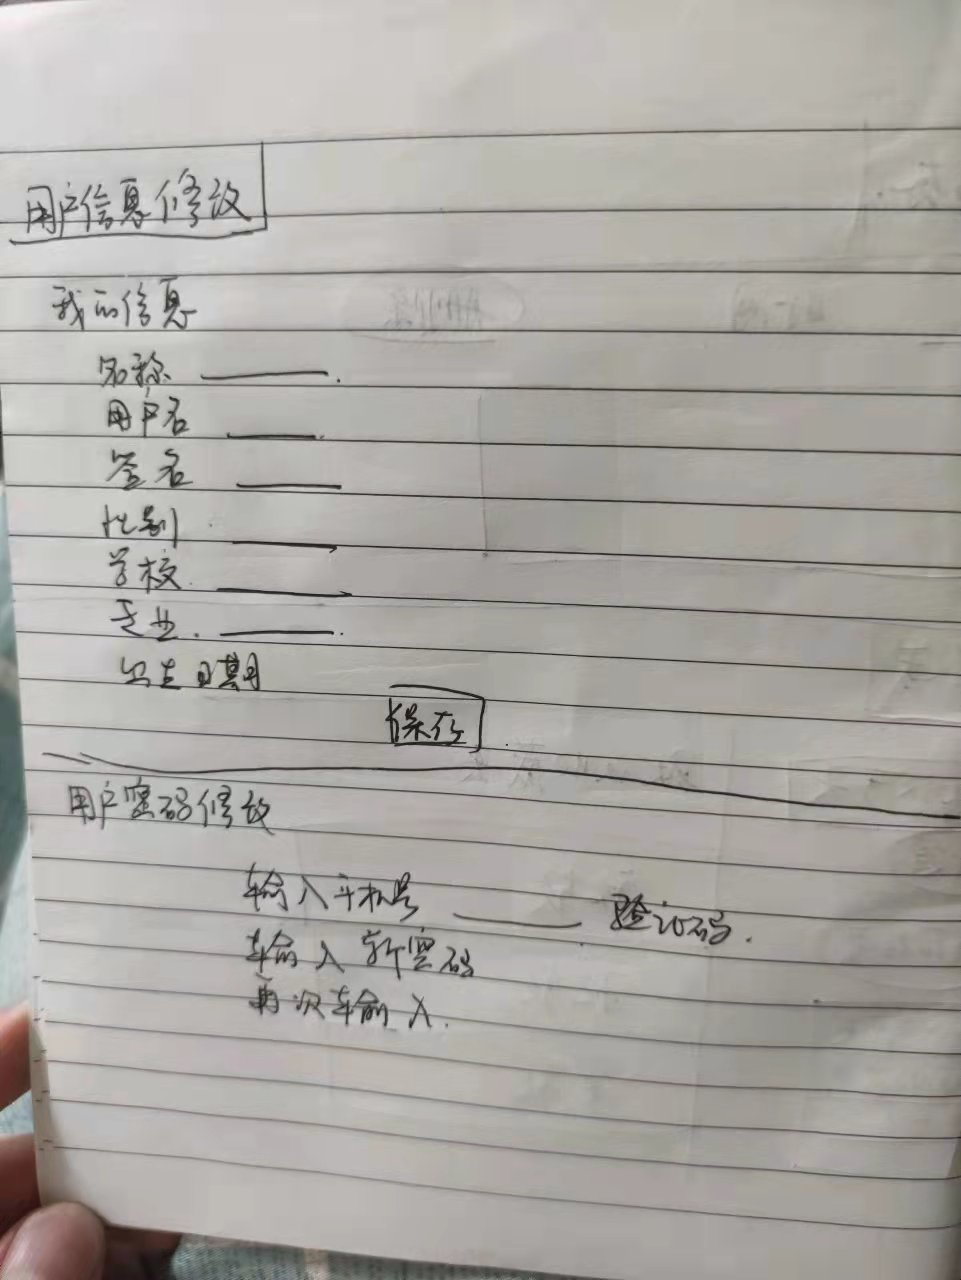 用户信息修改
我的信息
名称
用户名
签名
性别
学校
专业
出生日期
保存
用户密码修改
输入手机号 验证码
输入新密码
再次输入